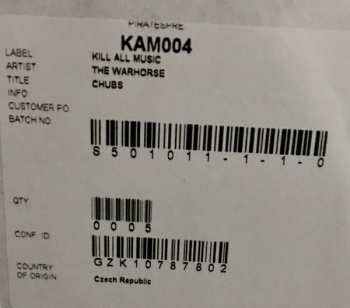 PIRATESPRE
KAM004
LABEL KILL ALL MUSIC
ARTIST THE WARHORSE
TITLE CHUBS
INFO
CUSTOMER PO
BATCH NO
S501011-1-1-0
QTY
0005
CONF. ID
GZK10787802
COUNTRY OF ORIGIN Czech Republic